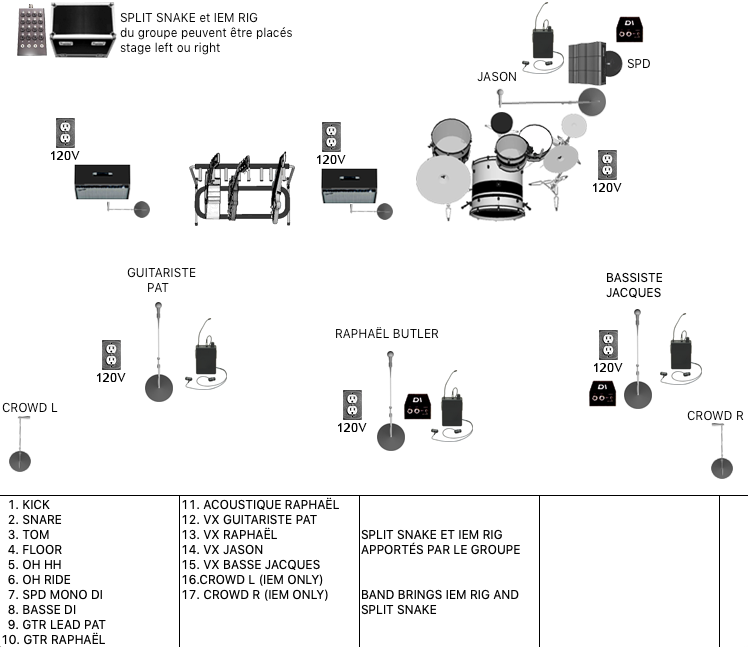 SPLIT SNAKE et IEM RIG
du groupe peuvent être placés
stage left ou right
DI
SPD
JASON
120V
120V
120V
GUITARISTE
PAT
BASSISTE
JACQUES
RAPHAËL BUTLER
120V
120V
DI
DI
120V
CROWD L
CROWD R
1. KICK
2. SNARE
3. TOM
4. FLOOR
5. OH HH
6. OH RIDE
7. SPD MONO DI
8. BASSE DI
9. GTR LEAD PAT
10. GTR RAPHAËL
11. ACOUSTIQUE RAPHAËL
12. VX GUITARISTE PAT
13. VX RAPHAËL
14. VX JASON
15. VX BASSE JACQUES
16.CROWD L (IEM ONLY)
17. CROWD R (IEM ONLY)
SPLIT SNAKE ET IEM RIG
APPORTÉS PAR LE GROUPE
BAND BRINGS IEM RIG AND
SPLIT SNAKE